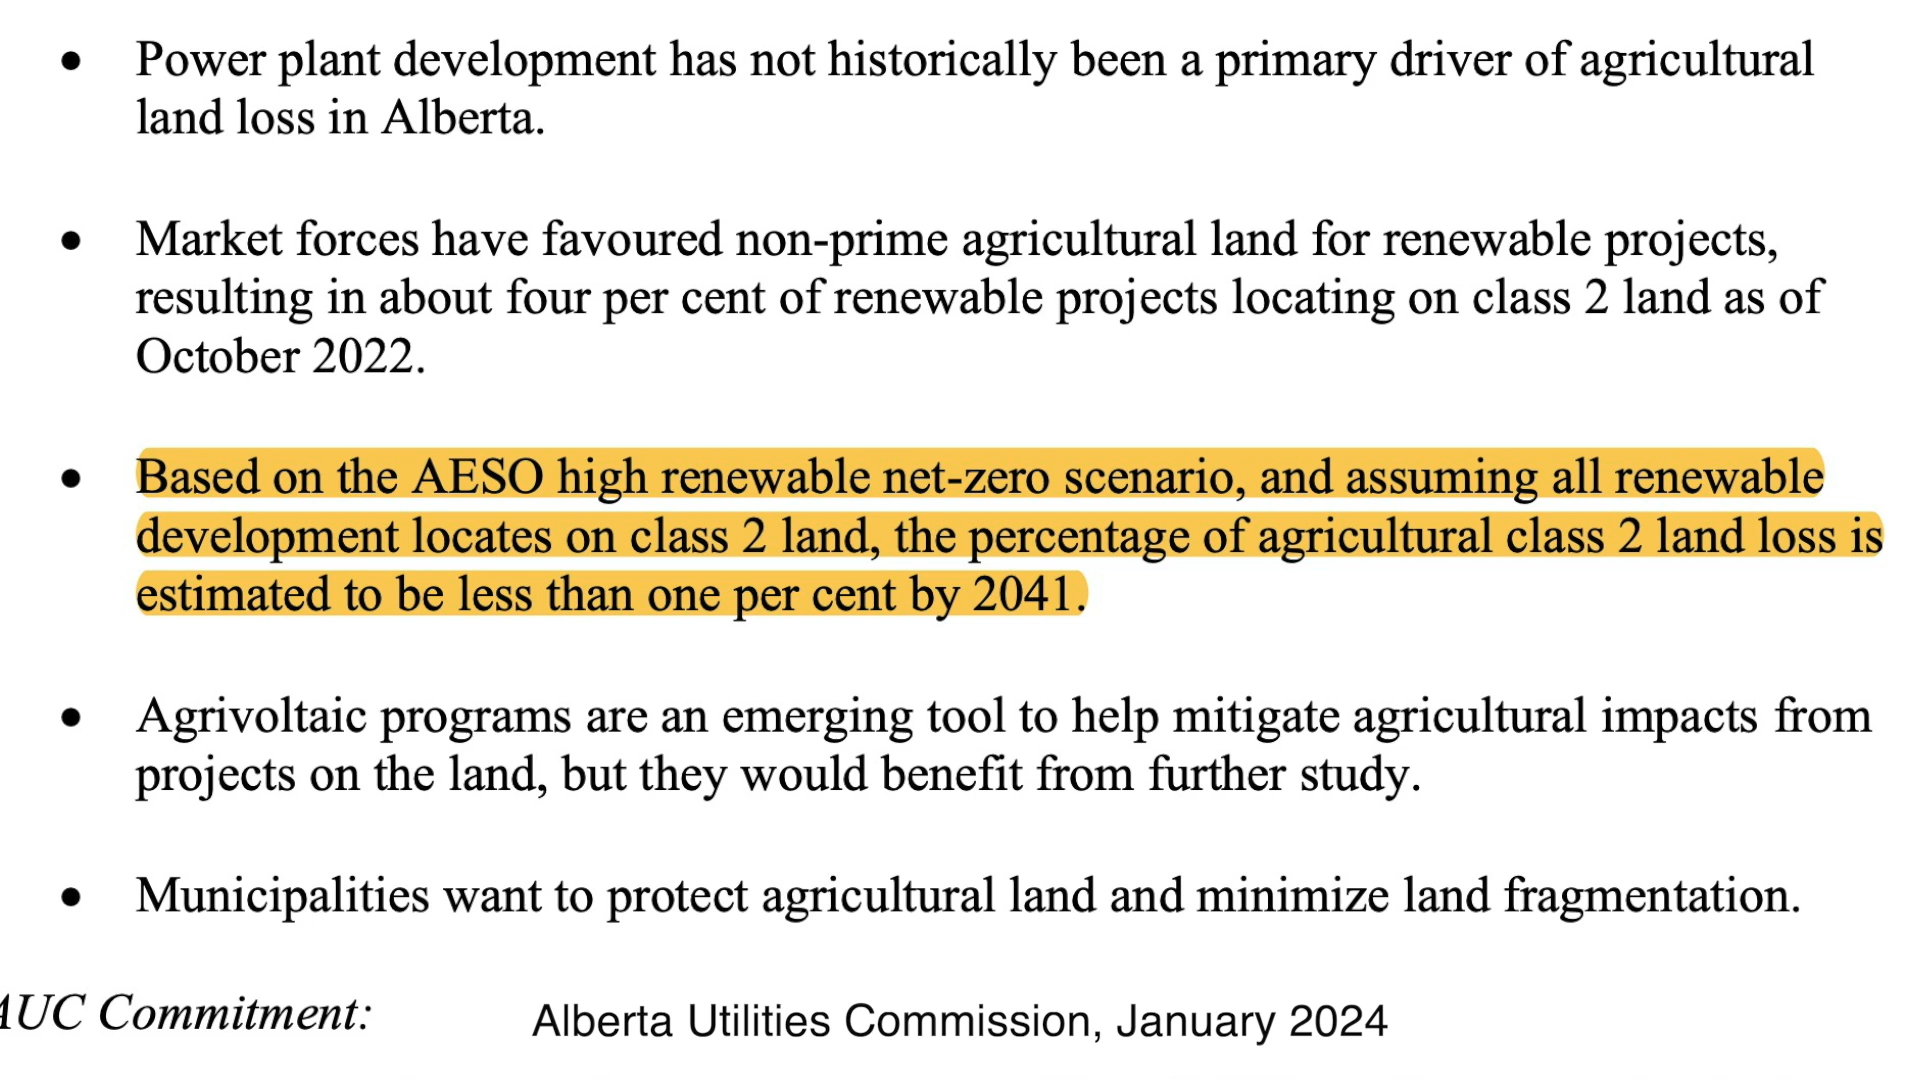 • Power plant development has not historically been a primary driver of agricultural
land loss in Alberta.
• Market forces have favoured non-prime agricultural land for renewable projects,
resulting in about four per cent of renewable projects locating on class 2 land as of
October 2022.
• Based on the AESO high renewable net-zero scenario, and assuming all renewable
development locates on class 2 land, the percentage of agricultural class 2 land loss is
estimated to be less than one per cent by 2041.
• Agrivoltaic programs are an emerging tool to help mitigate agricultural impacts from
projects on the land, but they would benefit from further study.
• Municipalities want to protect agricultural land and minimize land fragmentation.
AUC Commitment:
Alberta Utilities Commission, January 2024